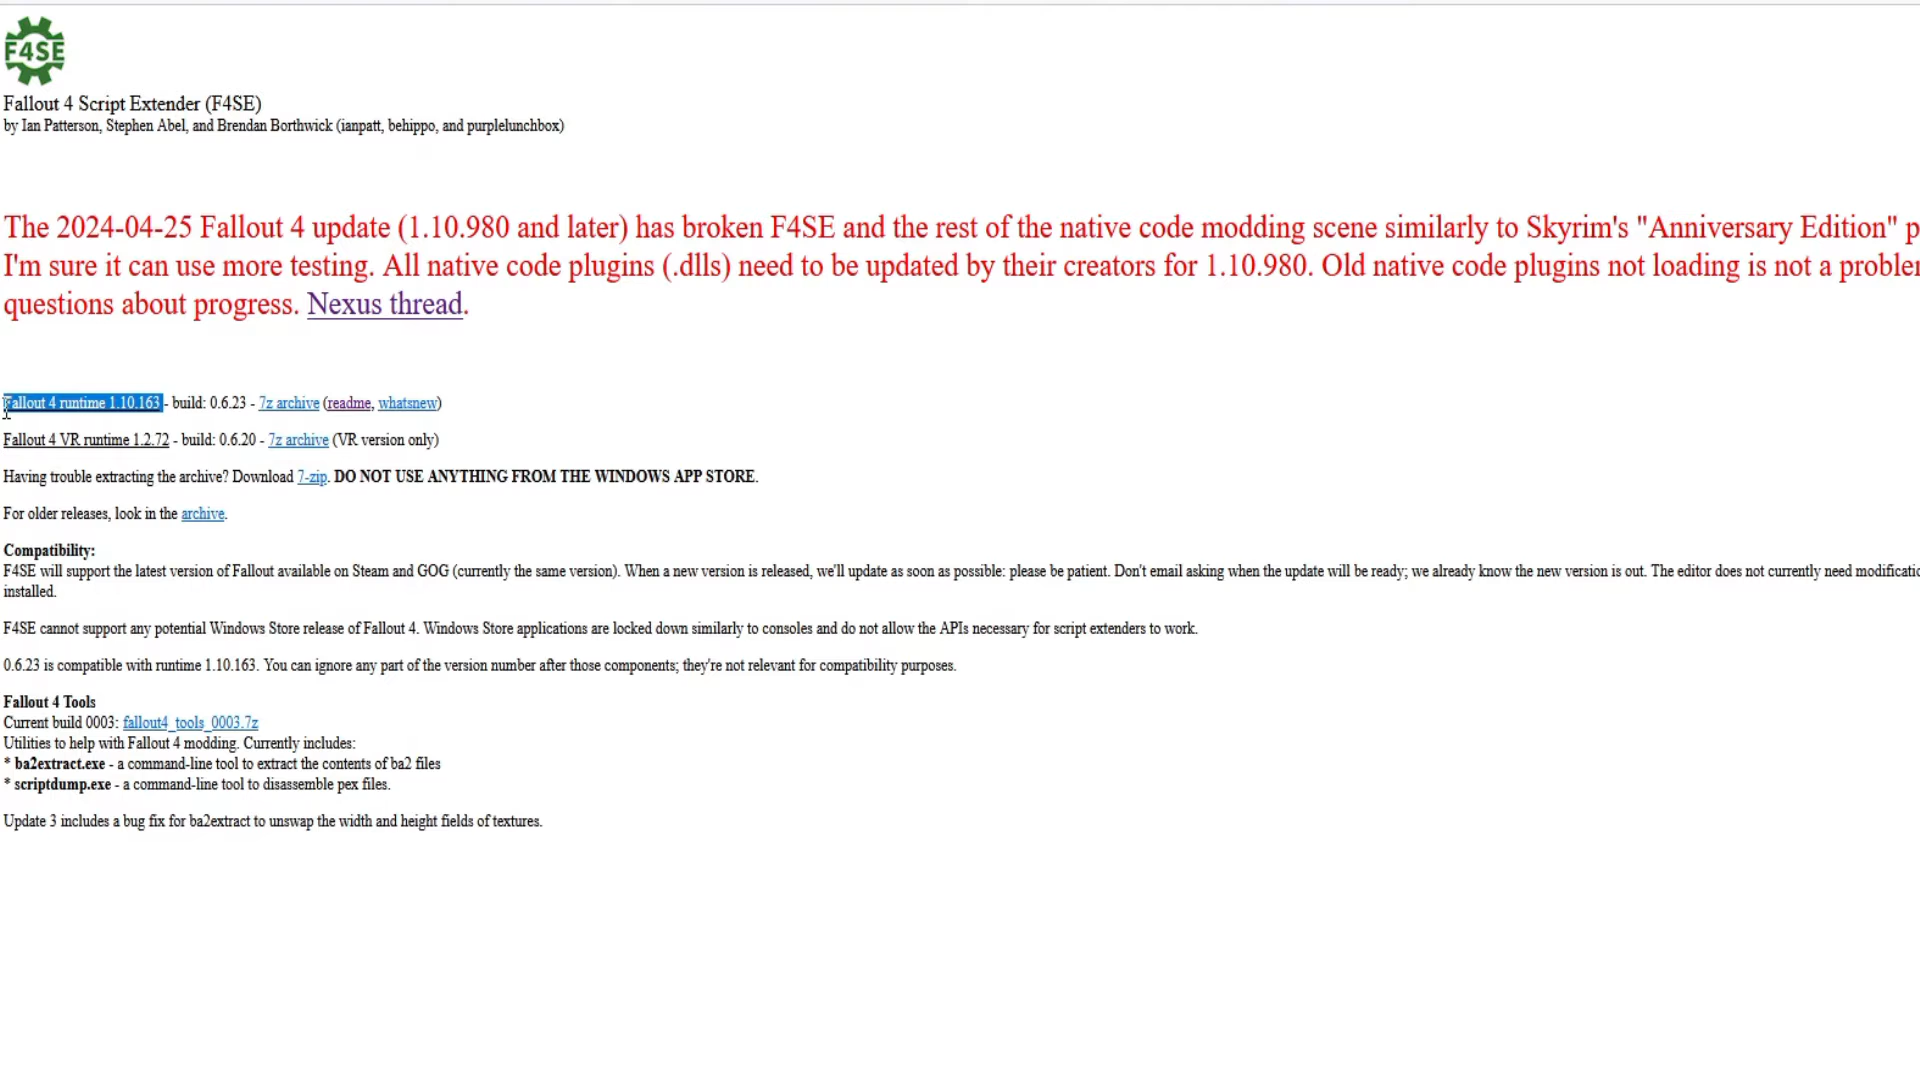 F4SE
Fallout 4 Script Extender (F4SE)
by Ian Patterson, Stephen Abel, and Brendan Borthwick (ianpatt, behippo, and purplelunchbox)
The 2024-04-25 Fallout 4 update (1.10.980 and later) has broken F4SE and the rest of the native code modding scene similarly to Skyrim's "Anniversary Edition" p
I'm sure it can use more testing. All native code plugins (.dlls) need to be updated by their creators for 1.10.980. Old native code plugins not loading is not a problem
questions about progress. Nexus thread.
Fallout 4 runtime 1.10.163 - build: 0.6.23 - 7z archive (readme, whatsnew)
Fallout 4 VR runtime 1.2.72 - build: 0.6.20 - 7z archive (VR version only)
Having trouble extracting the archive? Download 7-zip. DO NOT USE ANYTHING FROM THE WINDOWS APP STORE.
For older releases, look in the archive.
Compatibility:
F4SE will support the latest version of Fallout available on Steam and GOG (currently the same version). When a new version is released, we'll update as soon as possible: please be patient. Don't email asking when the update will be ready; we already know the new version is out. The editor does not currently need modificatio
installed.
F4SE cannot support any potential Windows Store release of Fallout 4. Windows Store applications are locked down similarly to consoles and do not allow the APIs necessary for script extenders to work.
0.6.23 is compatible with runtime 1.10.163. You can ignore any part of the version number after those components; they're not relevant for compatibility purposes.
Fallout 4 Tools
Current build 0003: fallout4_tools_0003.7z
Utilities to help with Fallout 4 modding. Currently includes:
* ba2extract.exe - a command-line tool to extract the contents of ba2 files
* scriptdump.exe - a command-line tool to disassemble pex files.
Update 3 includes a bug fix for ba2extract to unswap the width and height fields of textures.